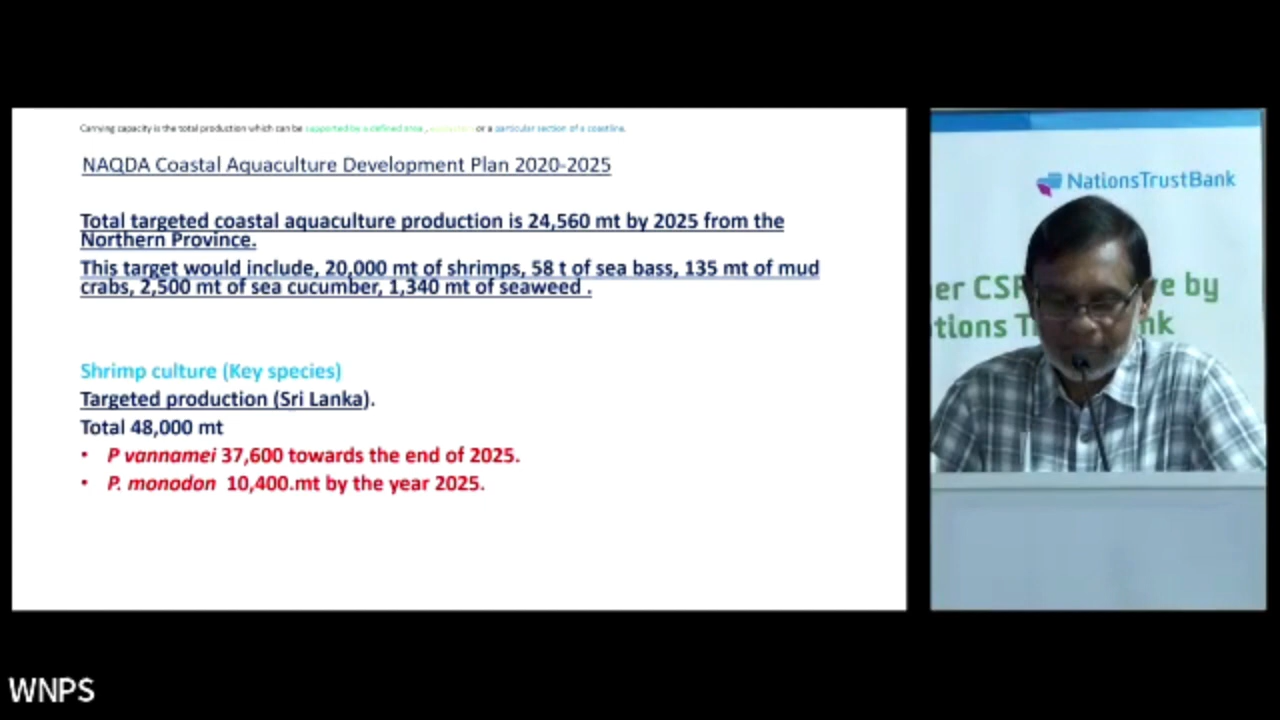 Carrying capacity is the total production which can be supported by a defined area , ecosystem or a particular section of a coastline.
NAQDA Coastal Aquaculture Development Plan 2020-2025
Total targeted coastal aquaculture production is 24,560 mt by 2025 from the
Northern Province.
This target would include, 20,000 mt of shrimps, 58 t of sea bass, 135 mt of mud
crabs, 2,500 mt of sea cucumber, 1,340 mt of seaweed .
Shrimp culture (Key species)
Targeted production (Sri Lanka).
Total 48,000 mt
• P vannamei 37,600 towards the end of 2025.
• P. monodon 10,400.mt by the year 2025.
NationsTrustBank
er CSR ve by
tions T nk
WNPS